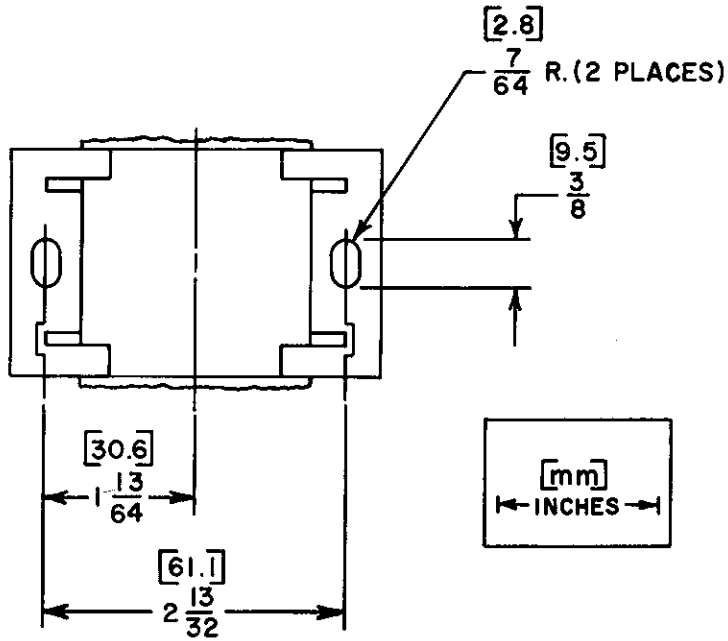 [2.8]
7/64 R. (2 PLACES)
[9.5]
3/8
[30.6]
1 13/64
[mm]
INCHES
[61.1]
2 13/32